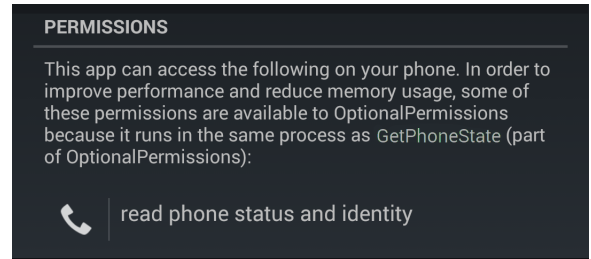 PERMISSIONS
This app can access the following on your phone. In order to
improve performance and reduce memory usage, some of
these permissions are available to OptionalPermissions
because it runs in the same process as GetPhoneState (part
of OptionalPermissions):
read phone status and identity